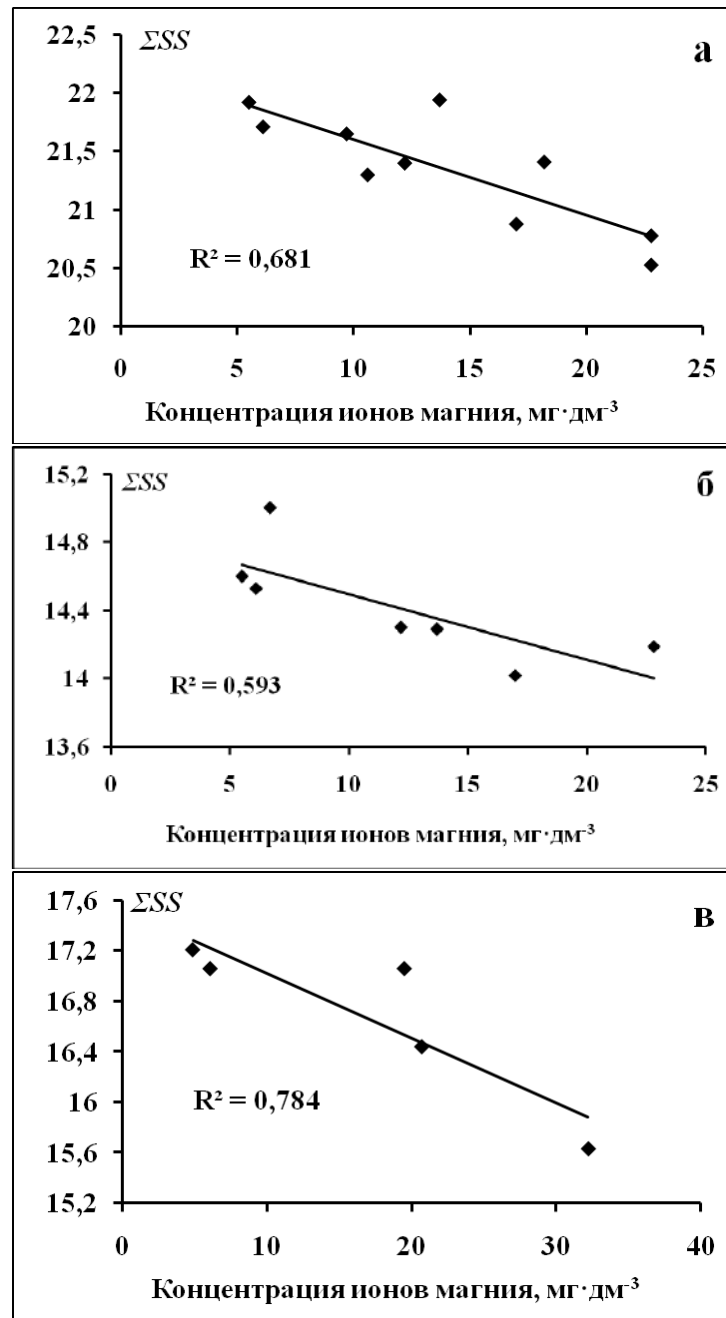 22,5
ΣSS
а
22
21,5
21
20,5
20
R² = 0,681
0 5 10 15 20 25
Концентрация ионов магния, мг·дм⁻³
15,2
ΣSS
б
14,8
14,4
14
13,6
R² = 0,593
0 5 10 15 20 25
Концентрация ионов магния, мг·дм⁻³
17,6
ΣSS
в
17,2
16,8
16,4
16
15,6
15,2
R² = 0,784
0 10 20 30 40
Концентрация ионов магния, мг·дм⁻³